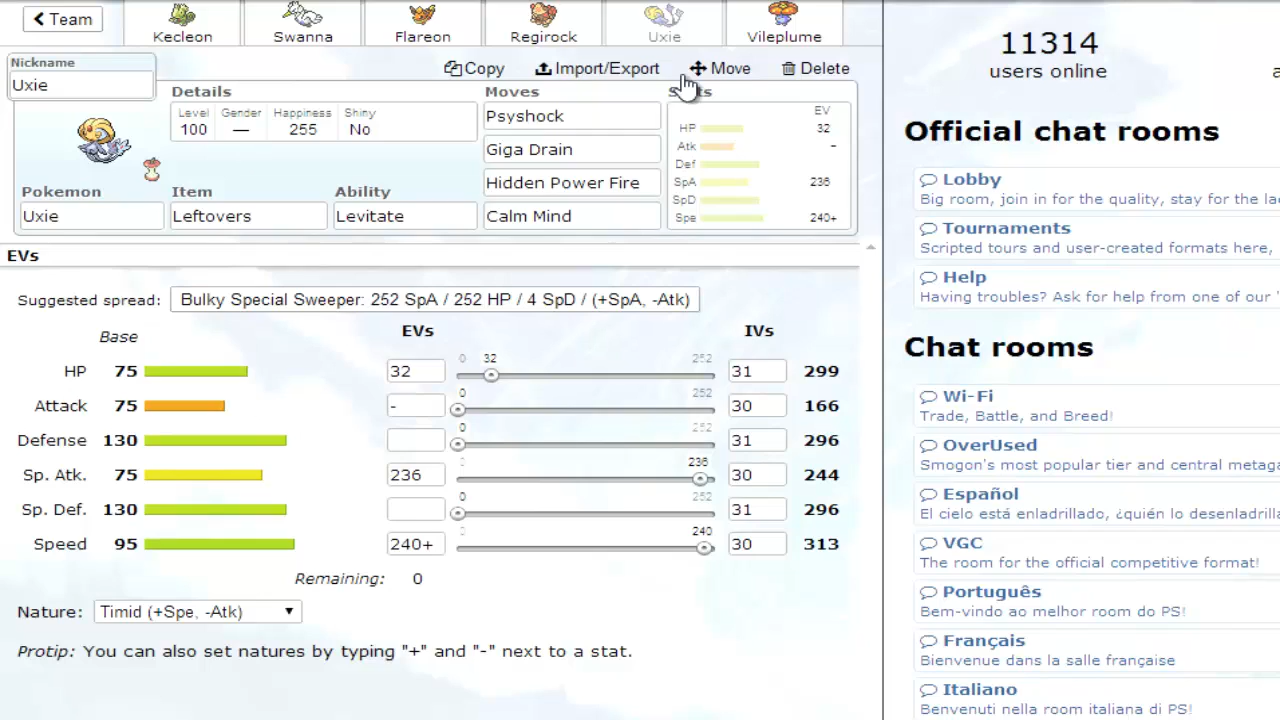 Team
Kecleon
Swanna
Flareon
Regirock
Uxie
Vileplume
Nickname
Uxie
Copy
Import/Export
Move
Delete
Details
Level
100
Gender
—
Happiness
255
Shiny
No
Pokemon
Uxie
Item
Leftovers
Ability
Levitate
Moves
Psyshock
Giga Drain
Hidden Power Fire
Calm Mind
EV
HP 32
Atk -
Def
SpA 236
SpD
Spe 240+
EVs
Suggested spread: Bulky Special Sweeper: 252 SpA / 252 HP / 4 SpD / (+SpA, -Atk)
Base EVs IVs
HP 75 32 0 32 252 31 299
Attack 75 - 0 252 30 166
Defense 130 0 252 31 296
Sp. Atk. 75 236 236 30 244
Sp. Def. 130 0 252 31 296
Speed 95 240+ 240 30 313
Remaining: 0
Nature: Timid (+Spe, -Atk)
Protip: You can also set natures by typing "+" and "-" next to a stat.
11314
users online
Official chat rooms
Lobby
Big room, join in for the quality, stay for the
Tournaments
Scripted tours and user-created formats here,
Help
Having troubles? Ask for help from one of our
Chat rooms
Wi-Fi
Trade, Battle, and Breed!
OverUsed
Smogon's most popular tier and central
Español
El cielo está enladrillado, ¿quién lo
VGC
The room for the official competitive format!
Português
Bem-vindo ao melhor room do PS!
Français
Bienvenue dans la salle française
Italiano
Benvenuti nella room italiana di PS!